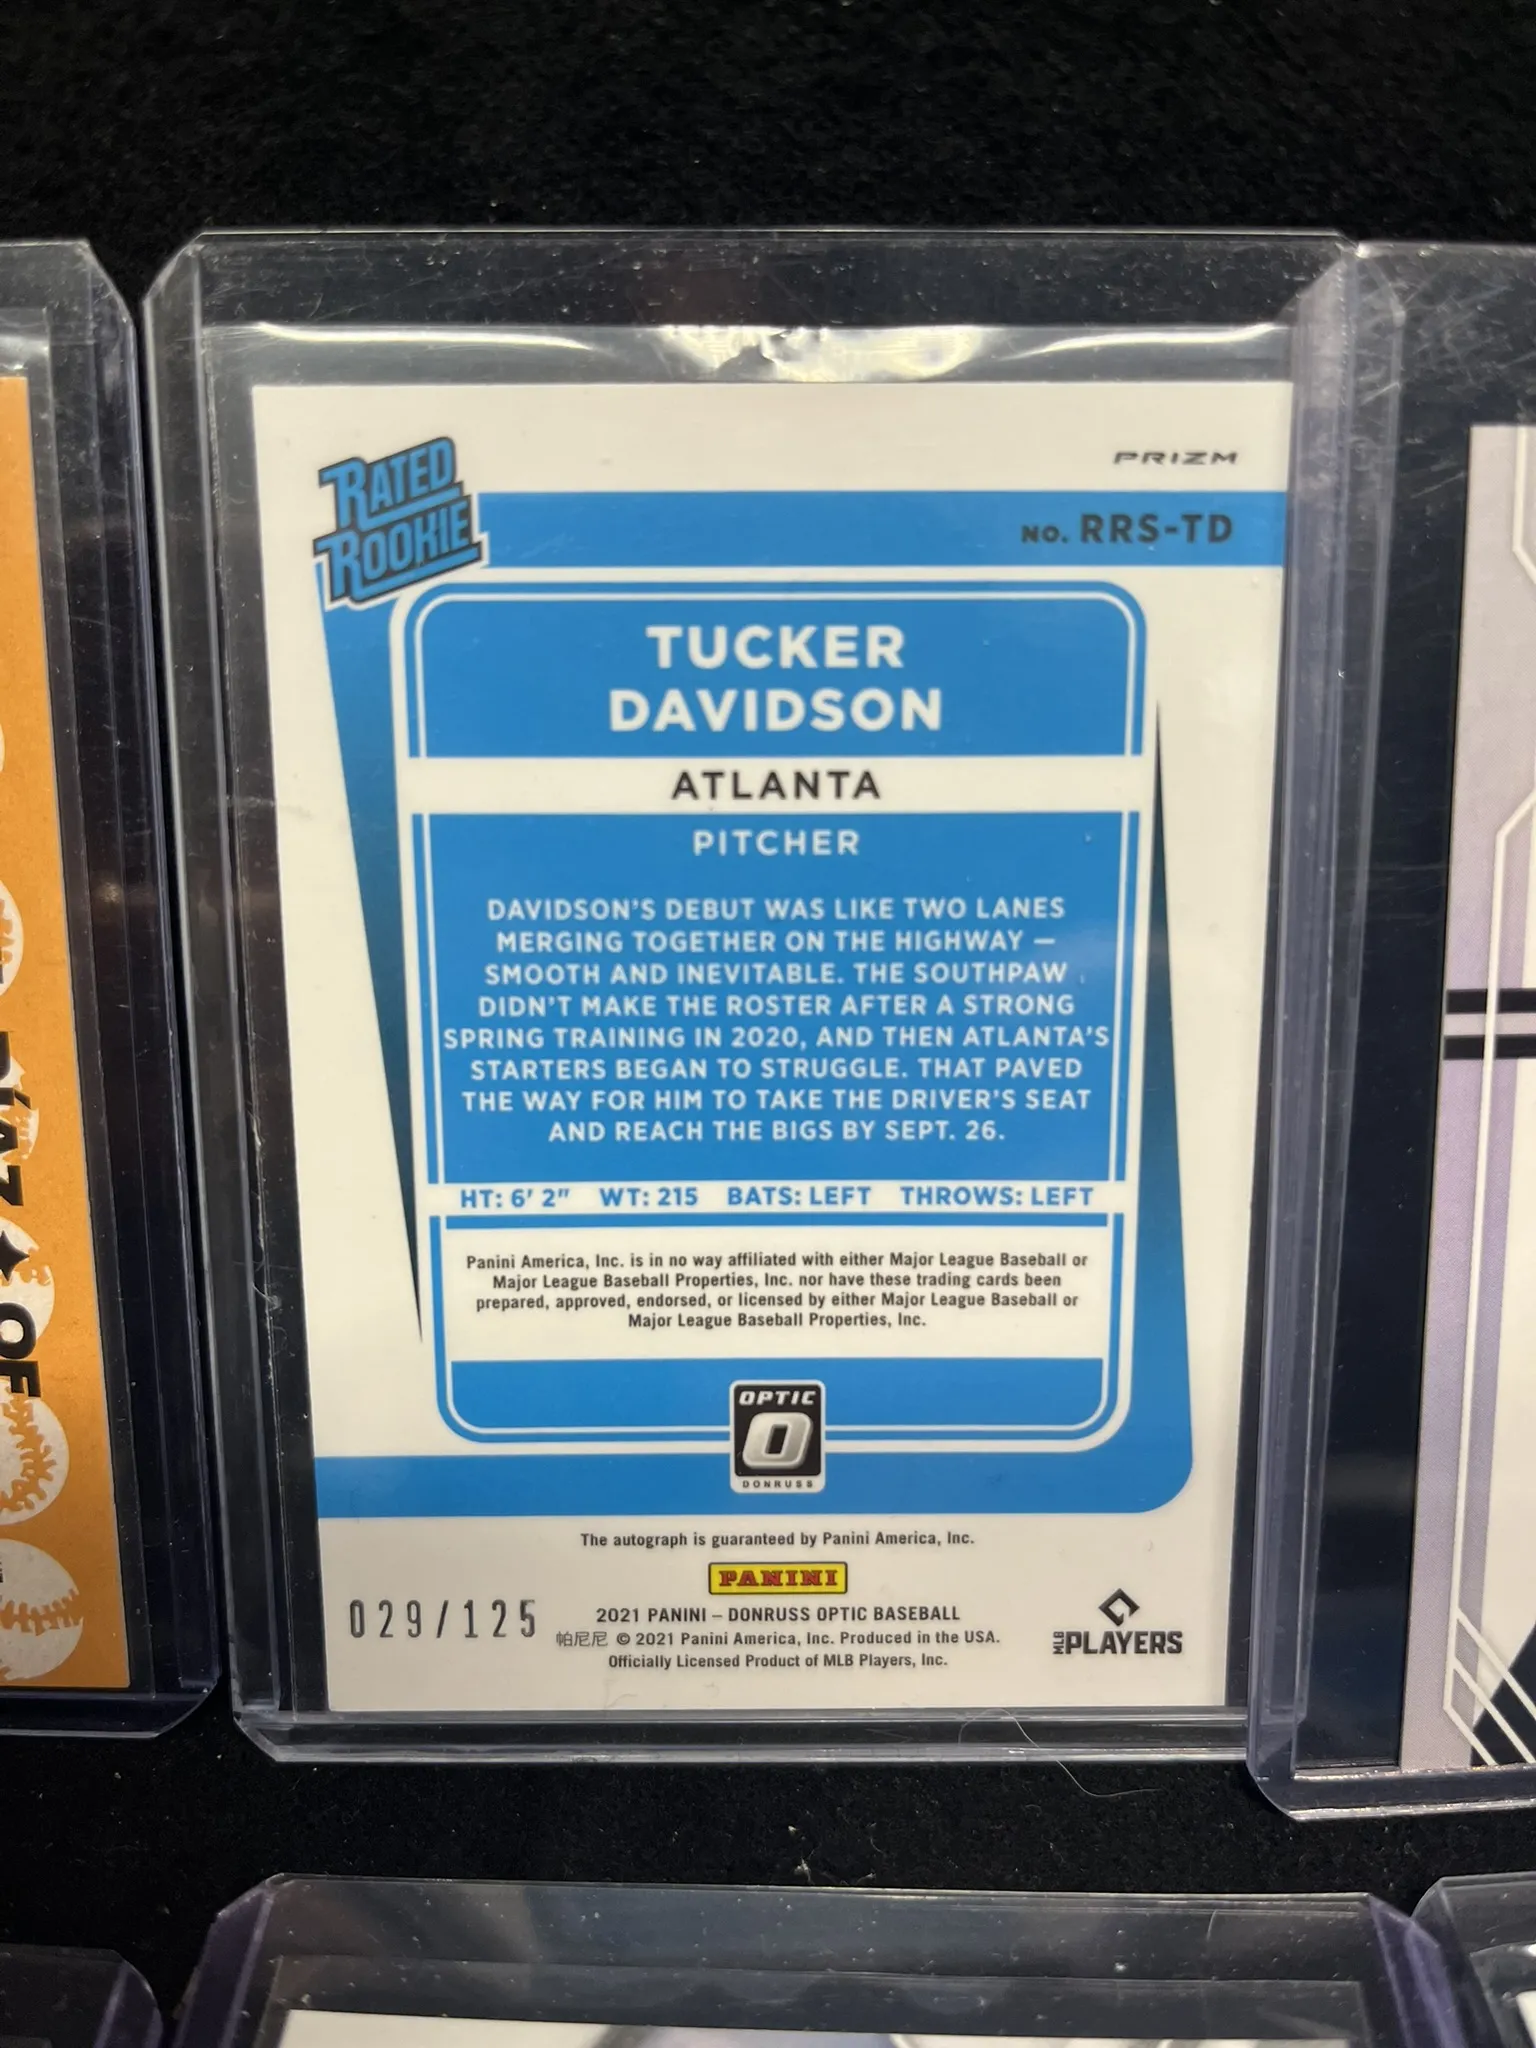 RATED
ROOKIE
PRIZM
NO. RRS-TD
TUCKER
DAVIDSON
ATLANTA
PITCHER
DAVIDSON'S DEBUT WAS LIKE TWO LANES
MERGING TOGETHER ON THE HIGHWAY —
SMOOTH AND INEVITABLE. THE SOUTHPAW
DIDN'T MAKE THE ROSTER AFTER A STRONG
SPRING TRAINING IN 2020, AND THEN ATLANTA'S
STARTERS BEGAN TO STRUGGLE. THAT PAVED
THE WAY FOR HIM TO TAKE THE DRIVER'S SEAT
AND REACH THE BIGS BY SEPT. 26.
HT: 6' 2" WT: 215 BATS: LEFT THROWS: LEFT
Panini America, Inc. is in no way affiliated with either Major League Baseball or
Major League Baseball Properties, Inc. nor have these trading cards been
prepared, approved, endorsed, or licensed by either Major League Baseball or
Major League Baseball Properties, Inc.
OPTIC
O
DONRUSS
The autograph is guaranteed by Panini America, Inc.
PANINI
029/125
2021 PANINI – DONRUSS OPTIC BASEBALL
帕尼尼 © 2021 Panini America, Inc. Produced in the USA.
Officially Licensed Product of MLB Players, Inc.
MLB PLAYERS
OF